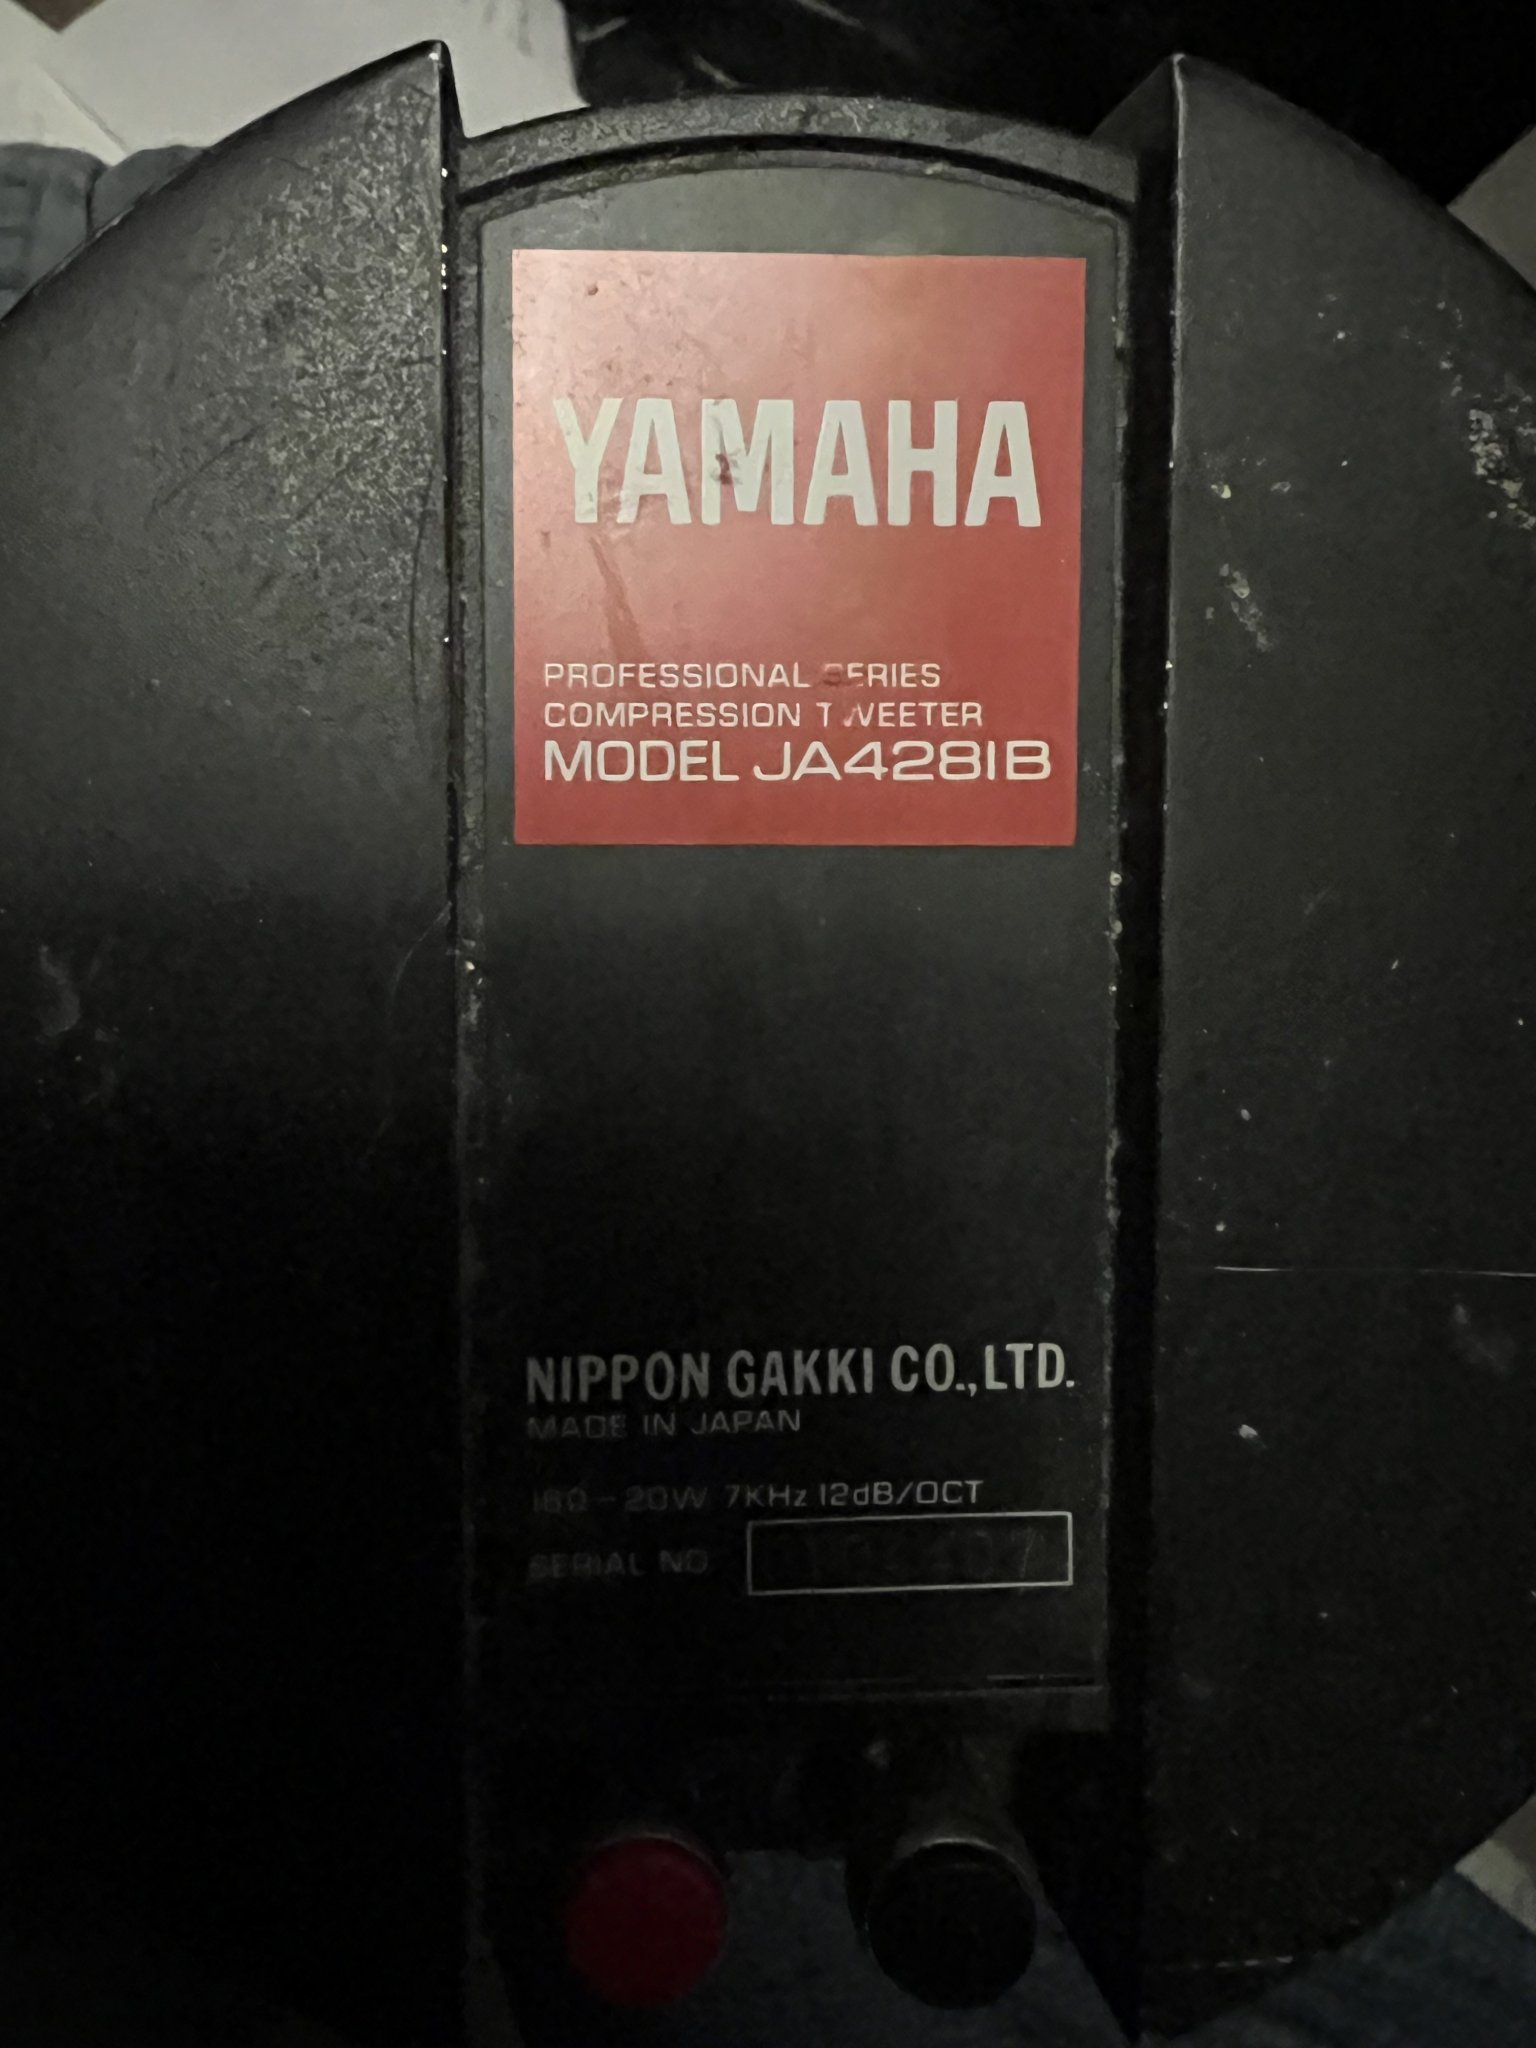 YAMAHA
PROFESSIONAL SERIES
COMPRESSION TWEETER
MODEL JA4281B
NIPPON GAKKI CO., LTD.
MADE IN JAPAN
16Ω - 20W 7KHz 12dB/OCT
SERIAL NO